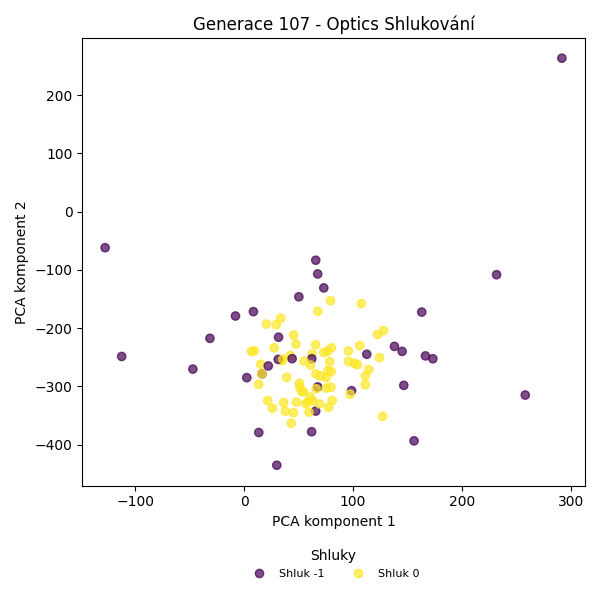 Generace 107 - Optics Shlukování
200
100
0
−100
−200
−300
−400
PCA komponent 2
−100 0 100 200 300
PCA komponent 1
Shluky
Shluk -1 Shluk 0